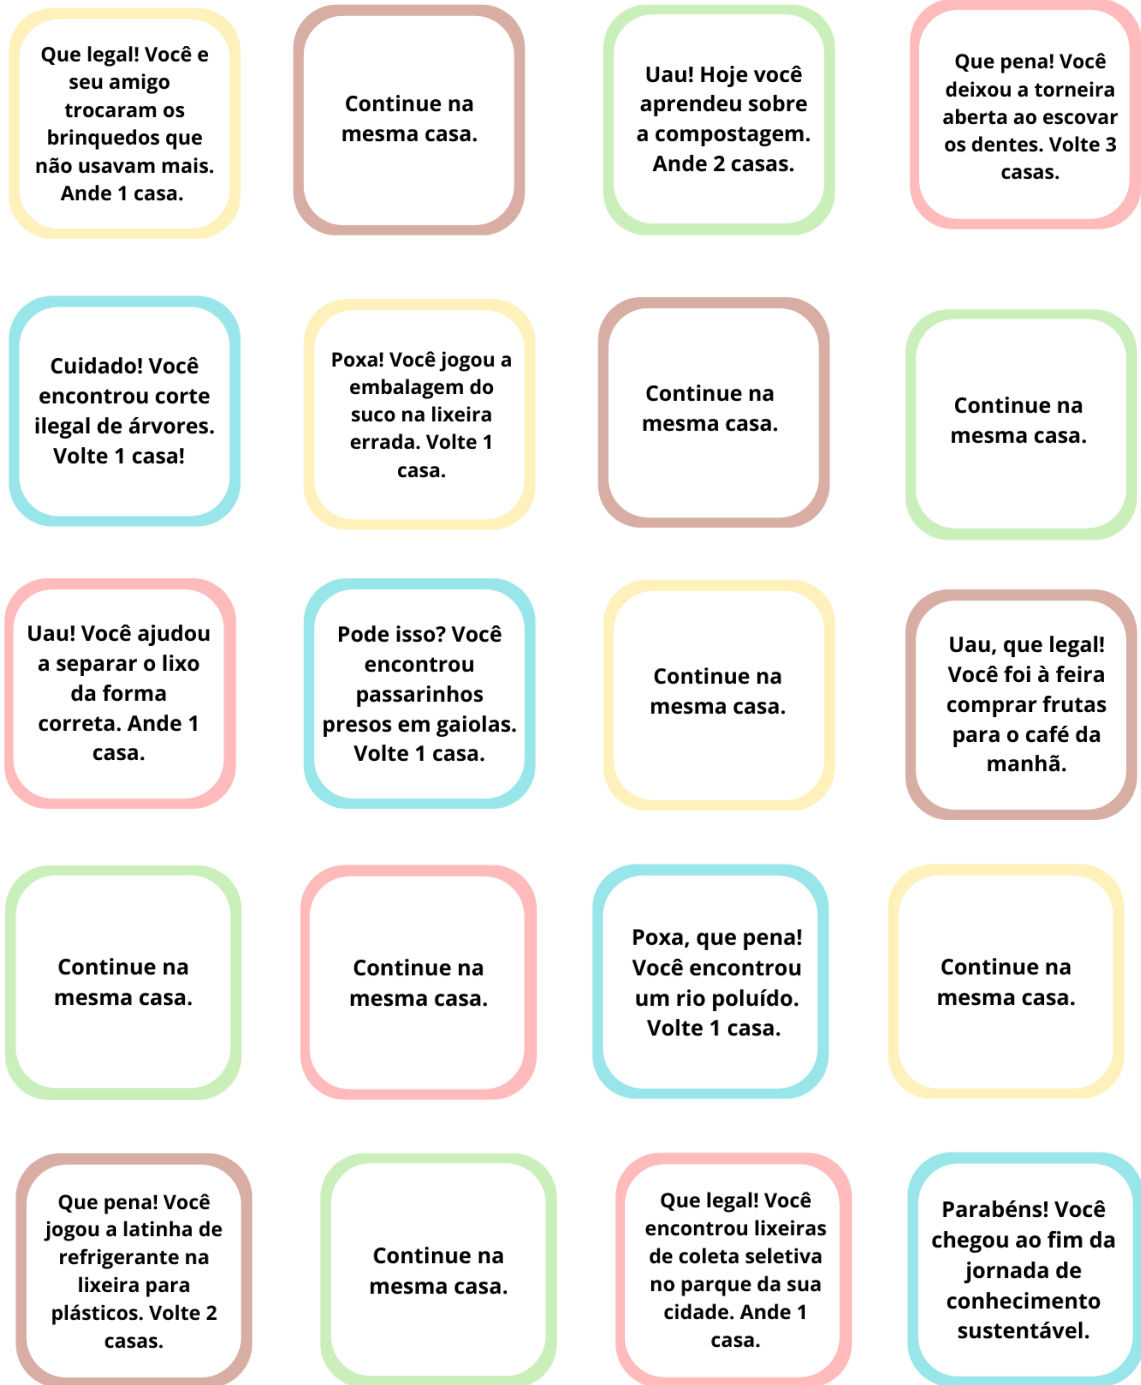 Que legal! Você e
seu amigo
trocaram os
brinquedos que
não usavam mais.
Ande 1 casa.
Continue na
mesma casa.
Uau! Hoje você
aprendeu sobre
a compostagem.
Ande 2 casas.
Que pena! Você
deixou a torneira
aberta ao escovar
os dentes. Volte 3
casas.
Cuidado! Você
encontrou corte
ilegal de árvores.
Volte 1 casa!
Poxa! Você jogou a
embalagem do
suco na lixeira
errada. Volte 1
casa.
Continue na
mesma casa.
Continue na
mesma casa.
Uau! Você ajudou
a separar o lixo
da forma
correta. Ande 1
casa.
Pode isso? Você
encontrou
passarinhos
presos em gaiolas.
Volte 1 casa.
Continue na
mesma casa.
Uau, que legal!
Você foi à feira
comprar frutas
para o café da
manhã.
Continue na
mesma casa.
Continue na
mesma casa.
Poxa, que pena!
Você encontrou
um rio poluído.
Volte 1 casa.
Continue na
mesma casa.
Que pena! Você
jogou a latinha de
refrigerante na
lixeira para
plásticos. Volte 2
casas.
Continue na
mesma casa.
Que legal! Você
encontrou lixeiras
de coleta seletiva
no parque da sua
cidade. Ande 1
casa.
Parabéns! Você
chegou ao fim da
jornada de
conhecimento
sustentável.